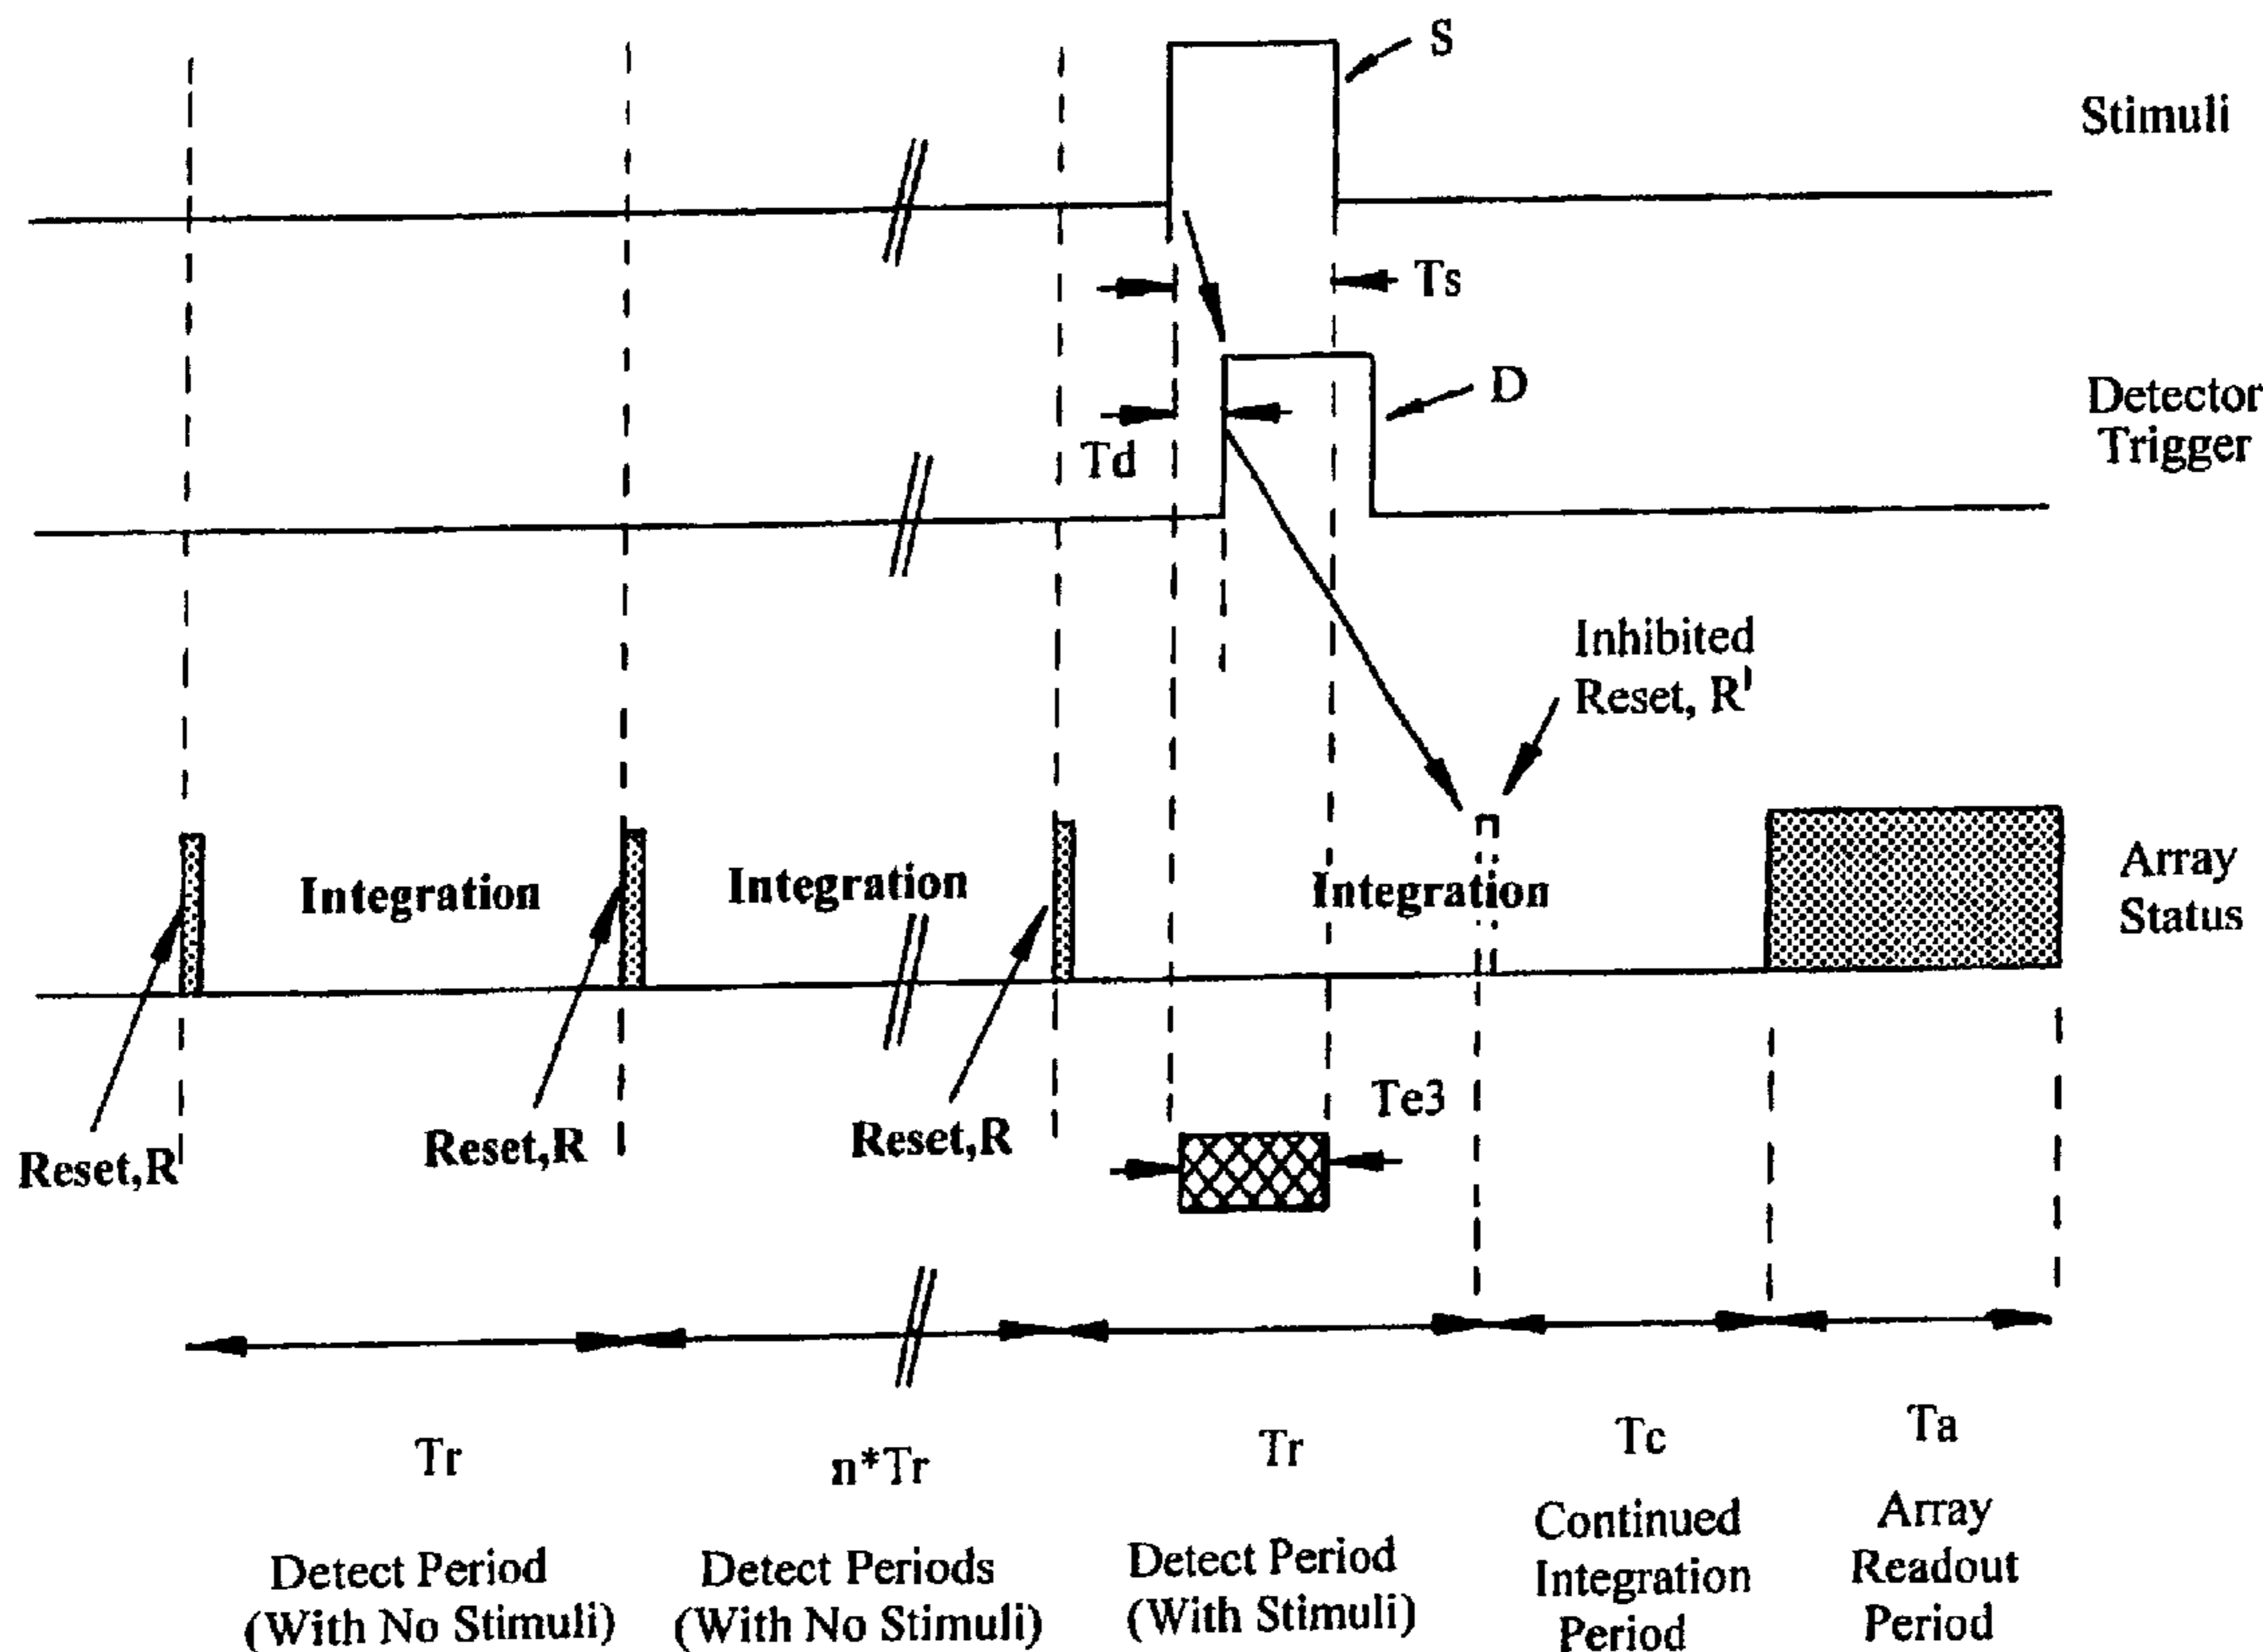 S
Stimuli
Ts
D
Detector
Trigger
Td
Inhibited
Reset, R'
Integration
Integration
Integration
Array
Status
Te3
Reset,R
Reset,R
Reset,R
Tr
n*Tr
Tr
Tc
Ta
Detect Period
(With No Stimuli)
Detect Periods
(With No Stimuli)
Detect Period
(With Stimuli)
Continued
Integration
Period
Array
Readout
Period